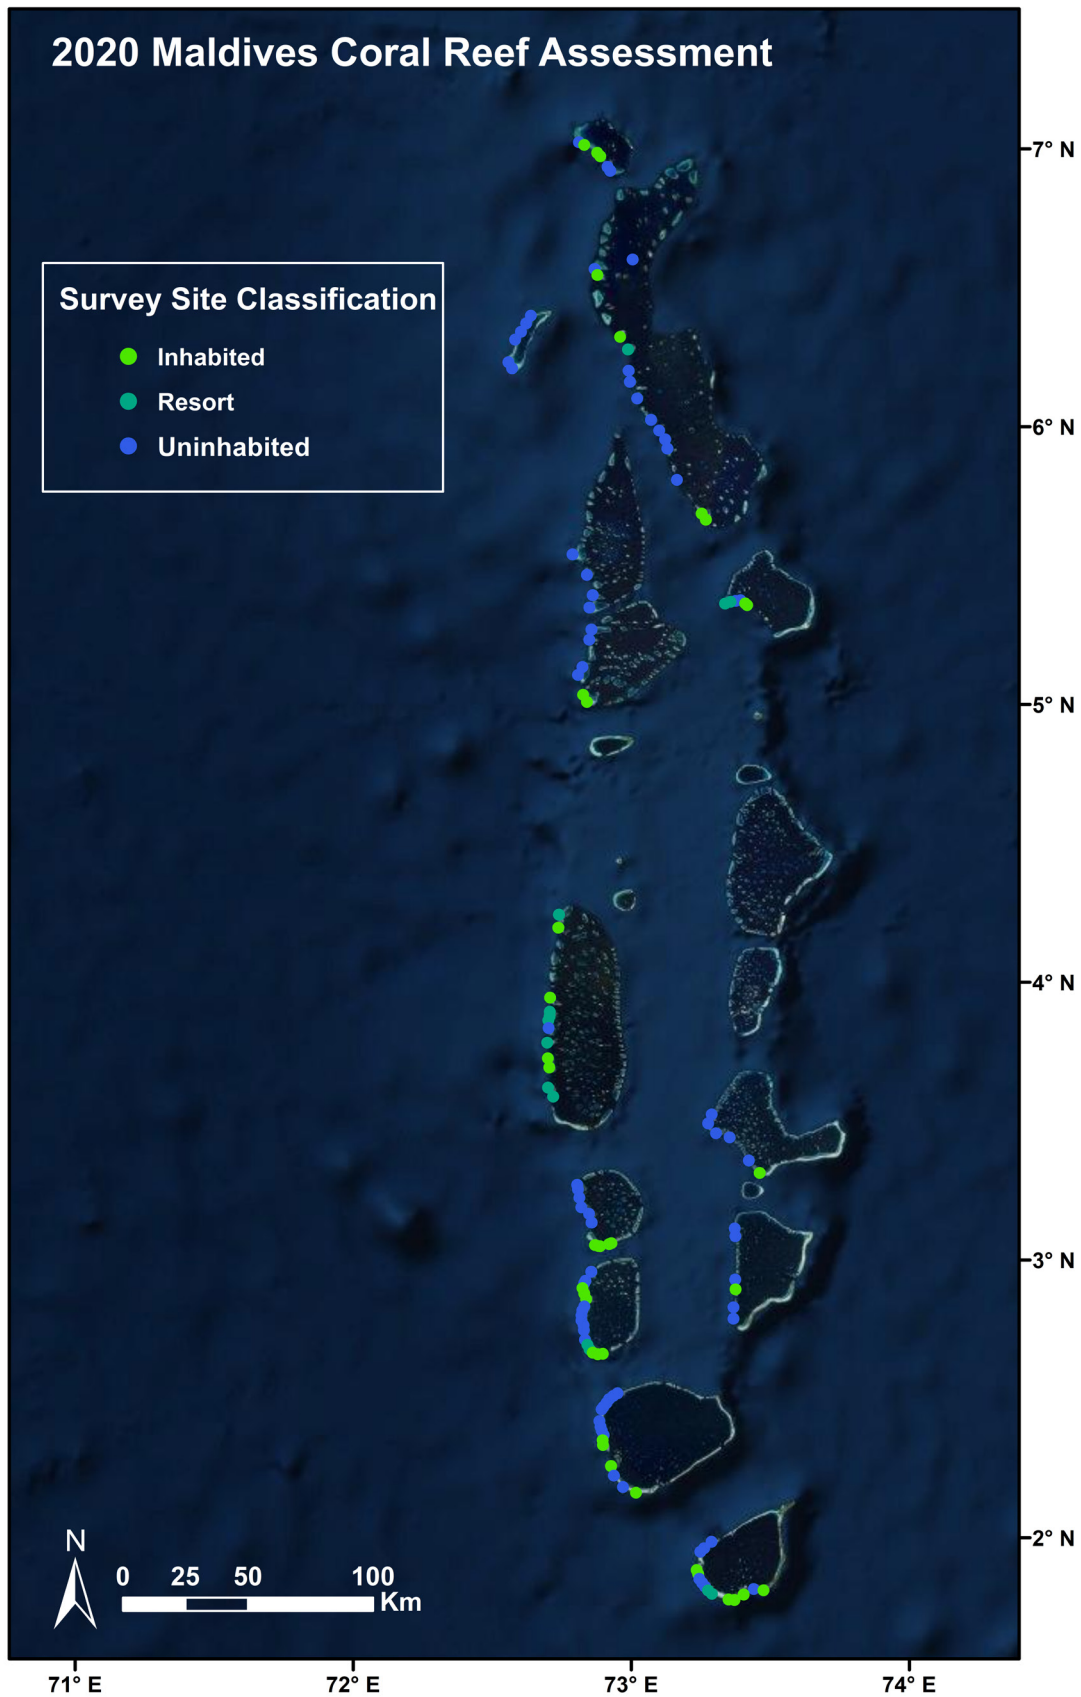 2020 Maldives Coral Reef Assessment
7° N
Survey Site Classification
Inhabited
Resort
Uninhabited
6° N
5° N
4° N
3° N
2° N
N
0 25 50 100
Km
71° E 72° E 73° E 74° E